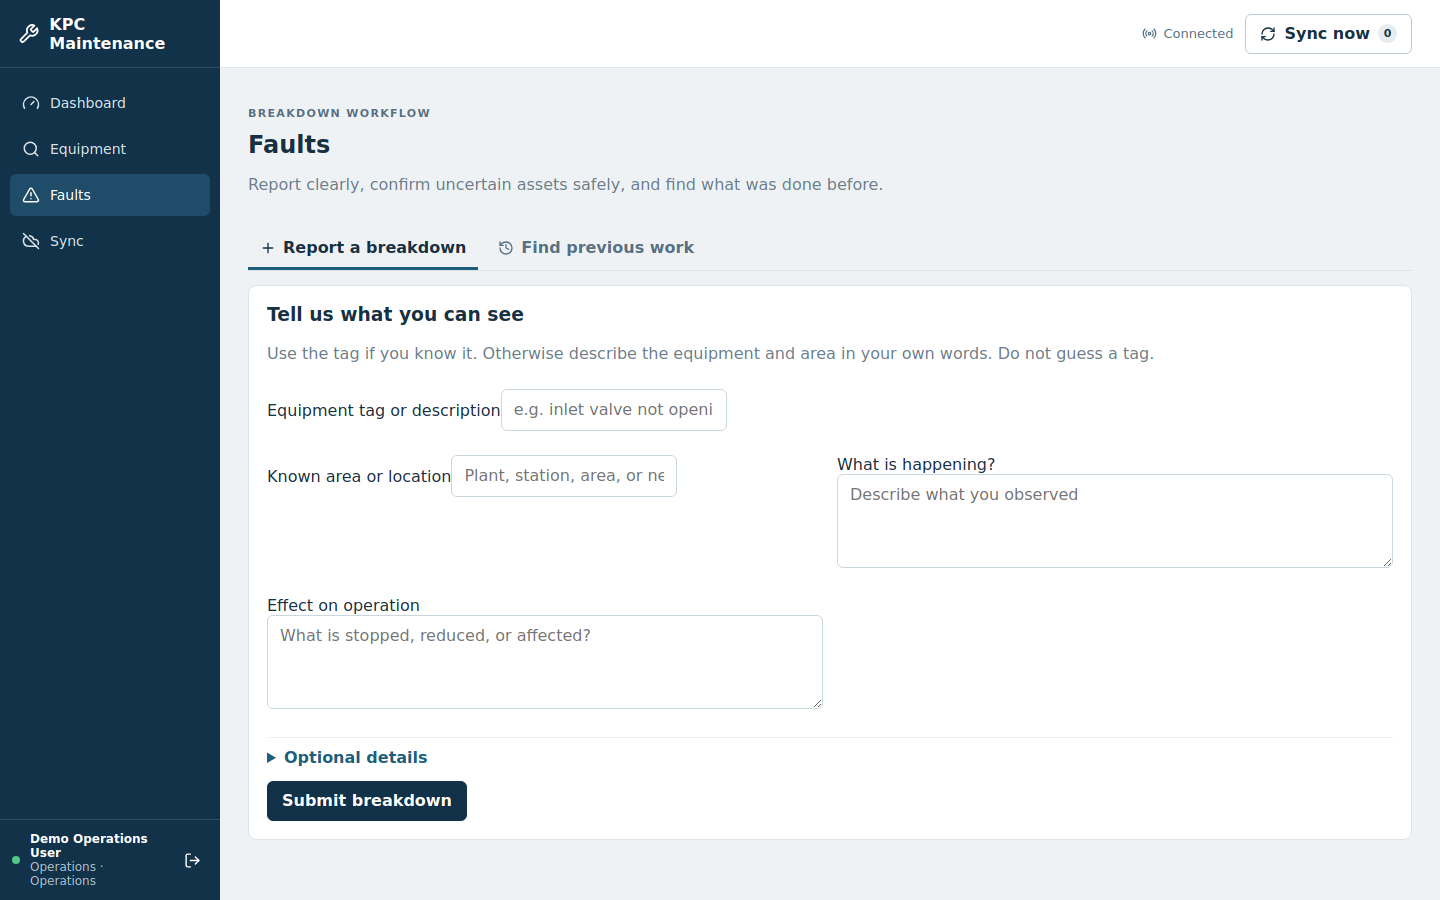 KPC
Maintenance
Connected
Sync now 0
Dashboard
Equipment
Faults
Sync
BREAKDOWN WORKFLOW
Faults
Report clearly, confirm uncertain assets safely, and find what was done before.
Report a breakdown
Find previous work
Tell us what you can see
Use the tag if you know it. Otherwise describe the equipment and area in your own words. Do not guess a tag.
Equipment tag or description e.g. inlet valve not openi
Known area or location Plant, station, area, or ne
What is happening?
Describe what you observed
Effect on operation
What is stopped, reduced, or affected?
Optional details
Submit breakdown
Demo Operations
User
Operations ·
Operations